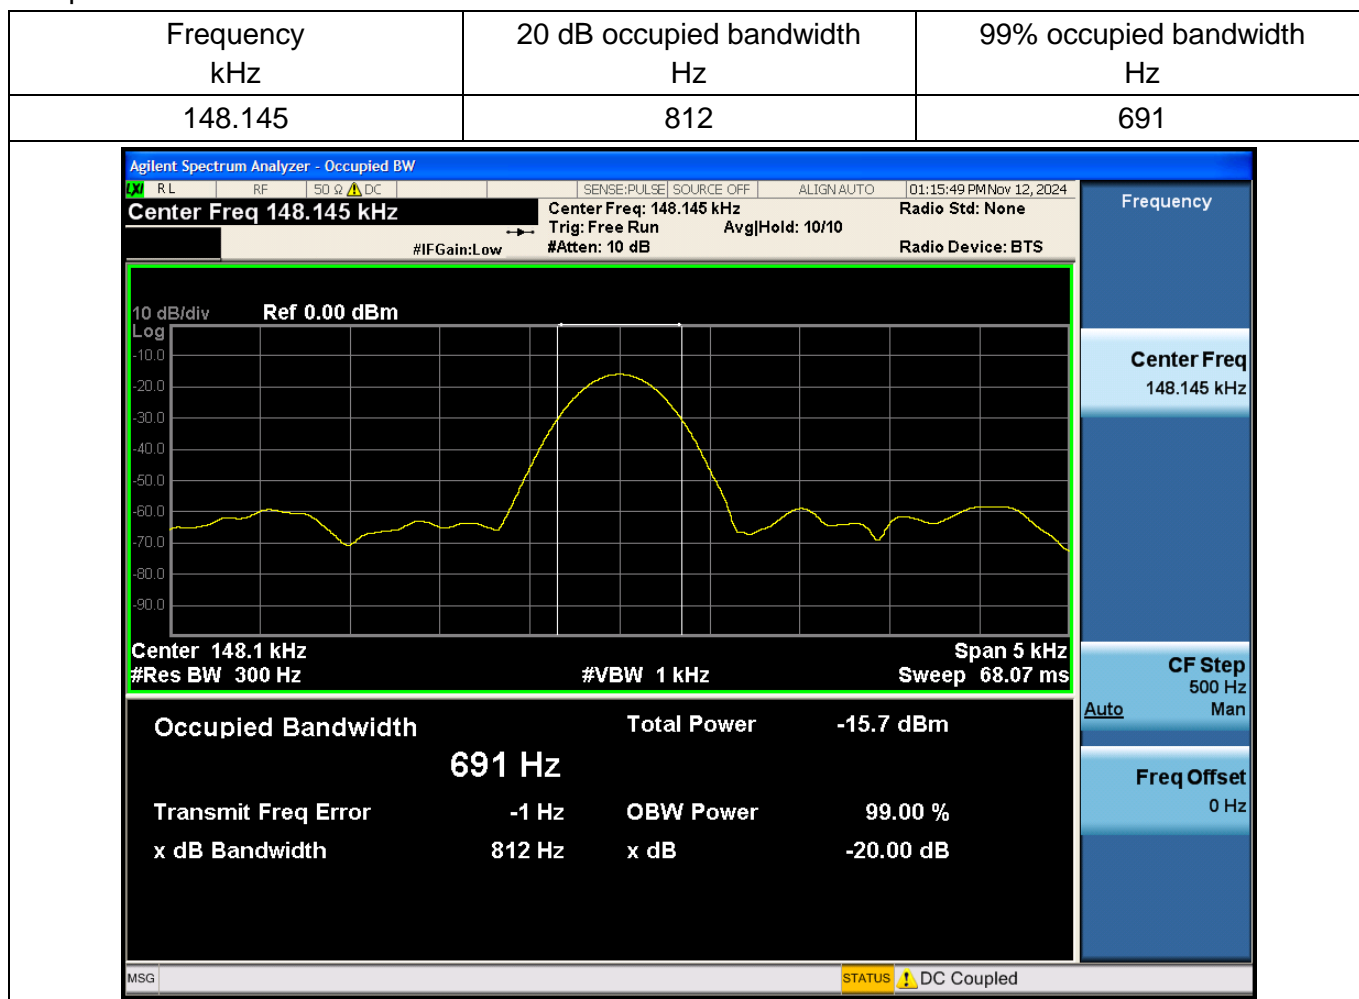 Frequency 20 dB occupied bandwidth 99% occupied bandwidth
kHz Hz Hz
148.145 812 691
Agilent Spectrum Analyzer - Occupied BW
LXI RL RF 50 Ω DC SENSE:PULSE SOURCE OFF ALIGN AUTO 01:15:49 PM Nov 12, 2024
Center Freq 148.145 kHz Center Freq: 148.145 kHz Radio Std: None
Trig: Free Run Avg|Hold: 10/10
#IFGain:Low #Atten: 10 dB Radio Device: BTS
Frequency
10 dB/div Ref 0.00 dBm
Log
-10.0
-20.0
-30.0
-40.0
-50.0
-60.0
-70.0
-80.0
-90.0
Center 148.1 kHz Span 5 kHz
#Res BW 300 Hz #VBW 1 kHz Sweep 68.07 ms
Occupied Bandwidth Total Power -15.7 dBm
691 Hz
Transmit Freq Error -1 Hz OBW Power 99.00 %
x dB Bandwidth 812 Hz x dB -20.00 dB
Center Freq
148.145 kHz
CF Step
500 Hz
Auto Man
Freq Offset
0 Hz
MSG STATUS DC Coupled